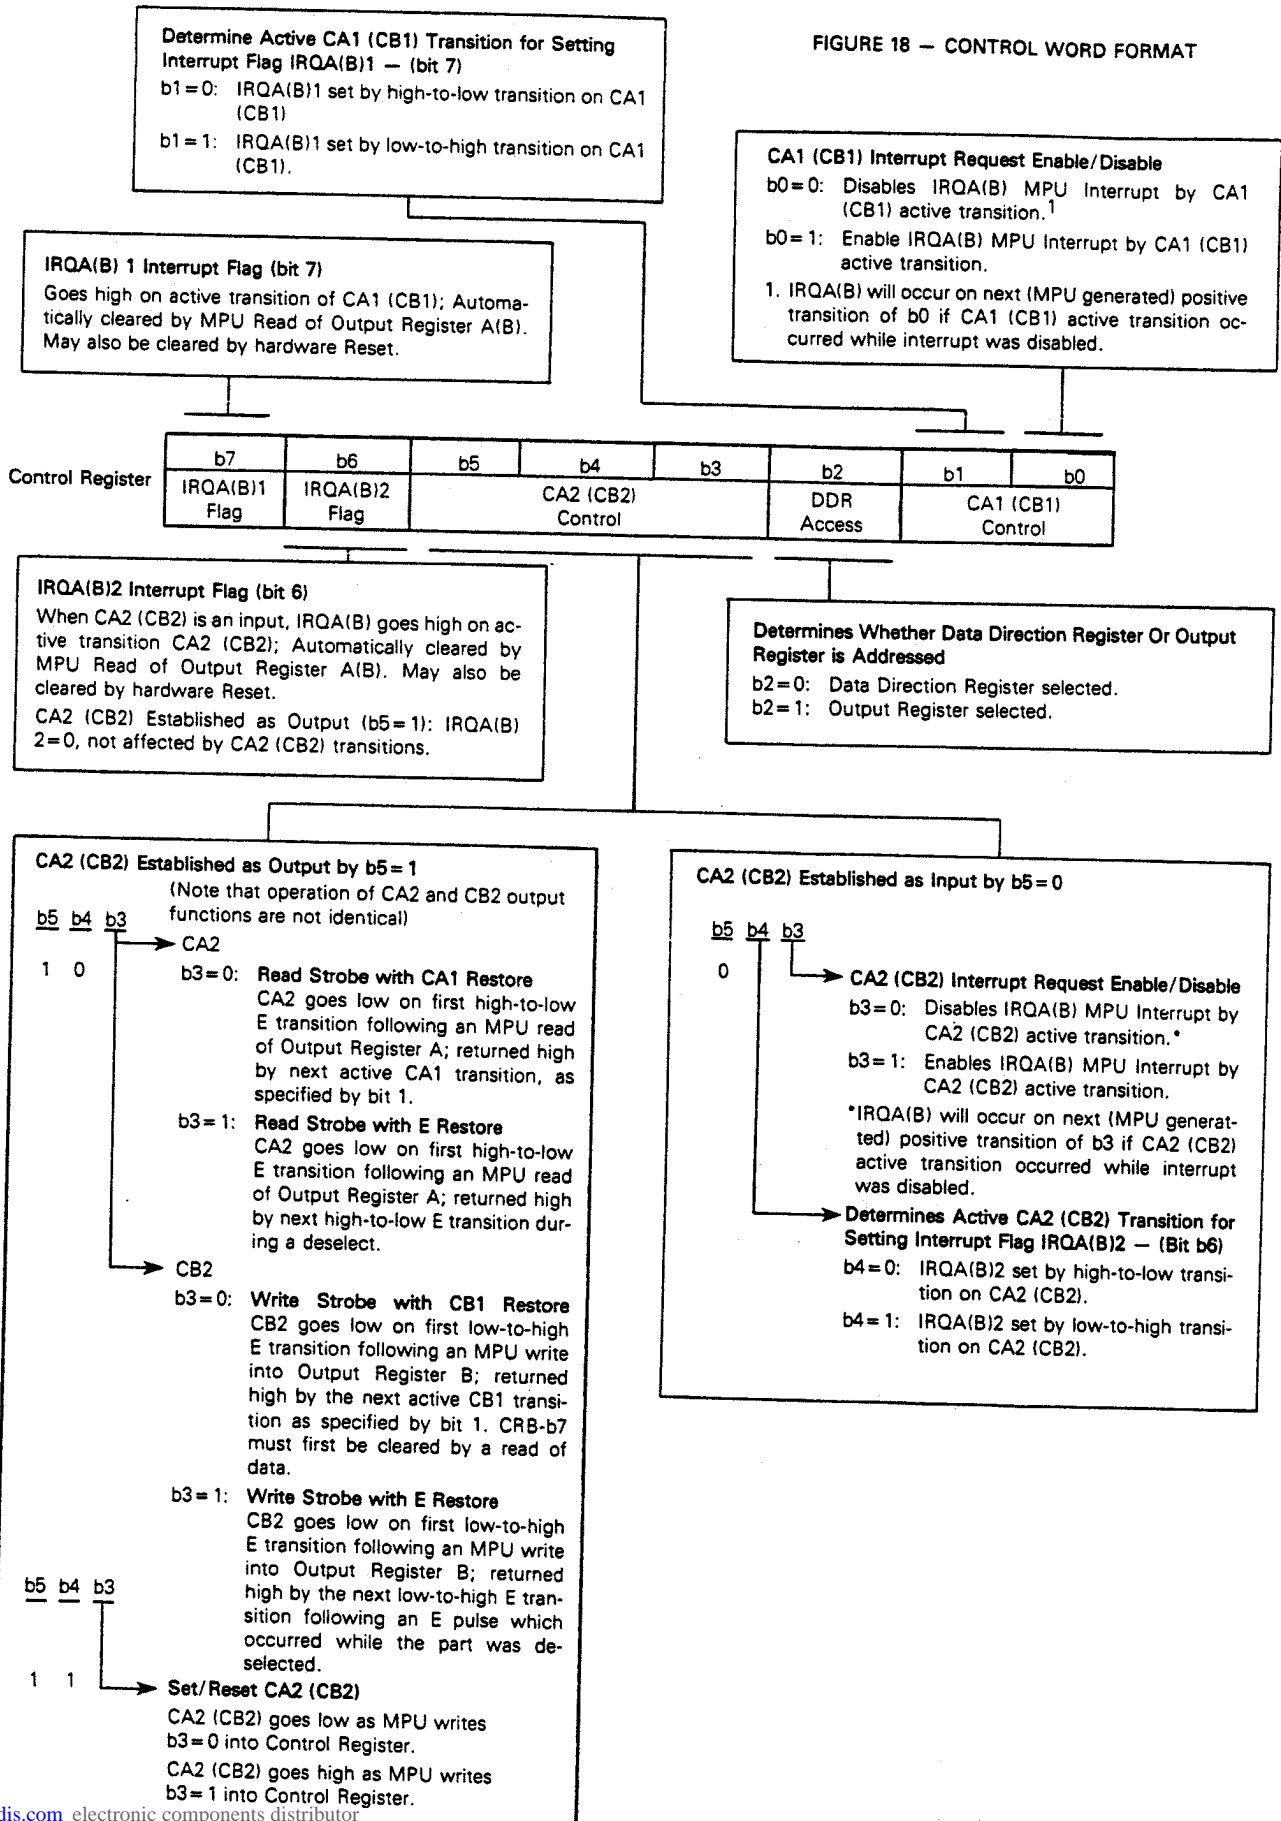 Determine Active CA1 (CB1) Transition for Setting
Interrupt Flag IRQA(B)1 — (bit 7)
b1=0: IRQA(B)1 set by high-to-low transition on CA1
(CB1)
b1=1: IRQA(B)1 set by low-to-high transition on CA1
(CB1).
FIGURE 18 — CONTROL WORD FORMAT
CA1 (CB1) Interrupt Request Enable/Disable
b0=0: Disables IRQA(B) MPU Interrupt by CA1
(CB1) active transition.1
b0=1: Enable IRQA(B) MPU Interrupt by CA1 (CB1)
active transition.
1. IRQA(B) will occur on next (MPU generated) positive
transition of b0 if CA1 (CB1) active transition oc-
curred while interrupt was disabled.
IRQA(B) 1 Interrupt Flag (bit 7)
Goes high on active transition of CA1 (CB1); Automa-
tically cleared by MPU Read of Output Register A(B).
May also be cleared by hardware Reset.
Control Register
b7 b6 b5 b4 b3 b2 b1 b0
IRQA(B)1 IRQA(B)2 CA2 (CB2) DDR CA1 (CB1)
Flag Flag Control Access Control
IRQA(B)2 Interrupt Flag (bit 6)
When CA2 (CB2) is an input, IRQA(B) goes high on ac-
tive transition CA2 (CB2); Automatically cleared by
MPU Read of Output Register A(B). May also be
cleared by hardware Reset.
CA2 (CB2) Established as Output (b5=1): IRQA(B)
2=0, not affected by CA2 (CB2) transitions.
Determines Whether Data Direction Register Or Output
Register is Addressed
b2=0: Data Direction Register selected.
b2=1: Output Register selected.
CA2 (CB2) Established as Output by b5=1
(Note that operation of CA2 and CB2 output
functions are not identical)
b5 b4 b3
CA2
1 0
b3=0: Read Strobe with CA1 Restore
CA2 goes low on first high-to-low
E transition following an MPU read
of Output Register A; returned high
by next active CA1 transition, as
specified by bit 1.
b3=1: Read Strobe with E Restore
CA2 goes low on first high-to-low
E transition following an MPU read
of Output Register A; returned high
by next high-to-low E transition dur-
ing a deselect.
CB2
b3=0: Write Strobe with CB1 Restore
CB2 goes low on first low-to-high
E transition following an MPU write
into Output Register B; returned
high by the next active CB1 transi-
tion as specified by bit 1. CRB-b7
must first be cleared by a read of
data.
b3=1: Write Strobe with E Restore
CB2 goes low on first low-to-high
E transition following an MPU write
into Output Register B; returned
high by the next low-to-high E tran-
sition following an E pulse which
occurred while the part was de-
selected.
b5 b4 b3
1 1
Set/Reset CA2 (CB2)
CA2 (CB2) goes low as MPU writes
b3=0 into Control Register.
CA2 (CB2) goes high as MPU writes
b3=1 into Control Register.
CA2 (CB2) Established as Input by b5=0
b5 b4 b3
0
CA2 (CB2) Interrupt Request Enable/Disable
b3=0: Disables IRQA(B) MPU Interrupt by
CA2 (CB2) active transition.*
b3=1: Enables IRQA(B) MPU Interrupt by
CA2 (CB2) active transition.
*IRQA(B) will occur on next (MPU generat-
ted) positive transition of b3 if CA2 (CB2)
active transition occurred while interrupt
was disabled.
Determines Active CA2 (CB2) Transition for
Setting Interrupt Flag IRQA(B)2 — (Bit b6)
b4=0: IRQA(B)2 set by high-to-low transi-
tion on CA2 (CB2).
b4=1: IRQA(B)2 set by low-to-high transi-
tion on CA2 (CB2).
dis.com electronic components distributor